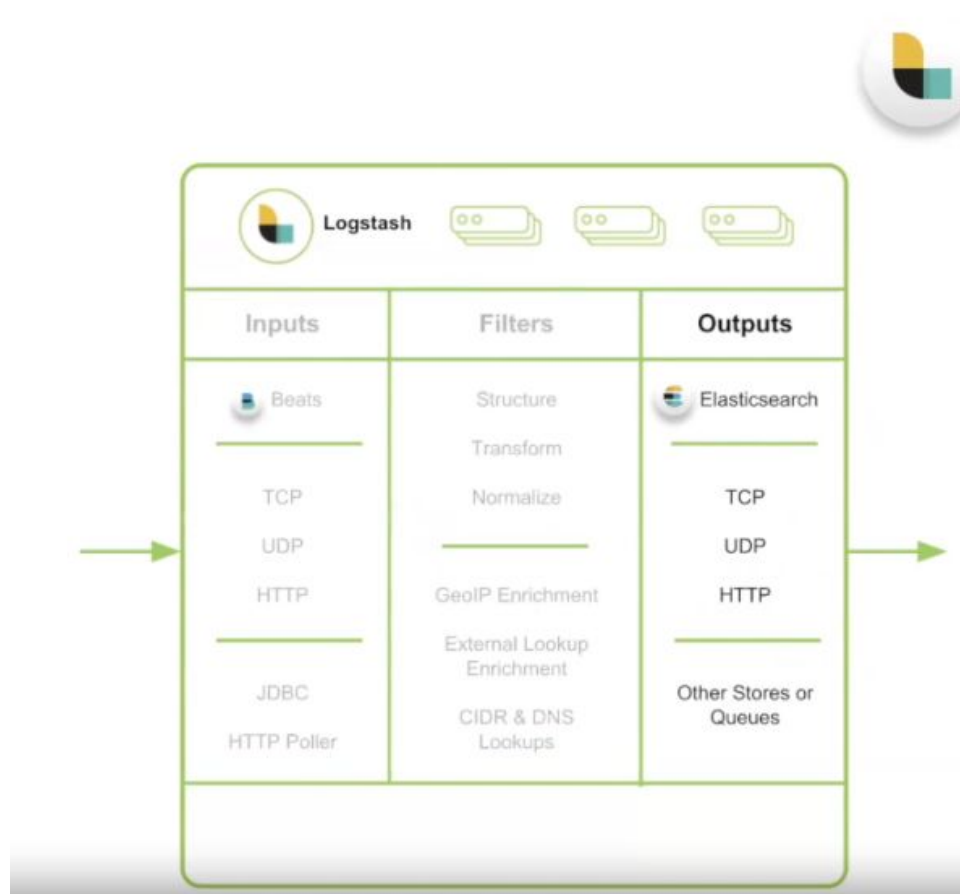 Logstash
Inputs
Filters
Outputs
Beats
TCP
UDP
HTTP
JDBC
HTTP Poller
Structure
Transform
Normalize
GeoIP Enrichment
External Lookup
Enrichment
CIDR & DNS
Lookups
Elasticsearch
TCP
UDP
HTTP
Other Stores or
Queues